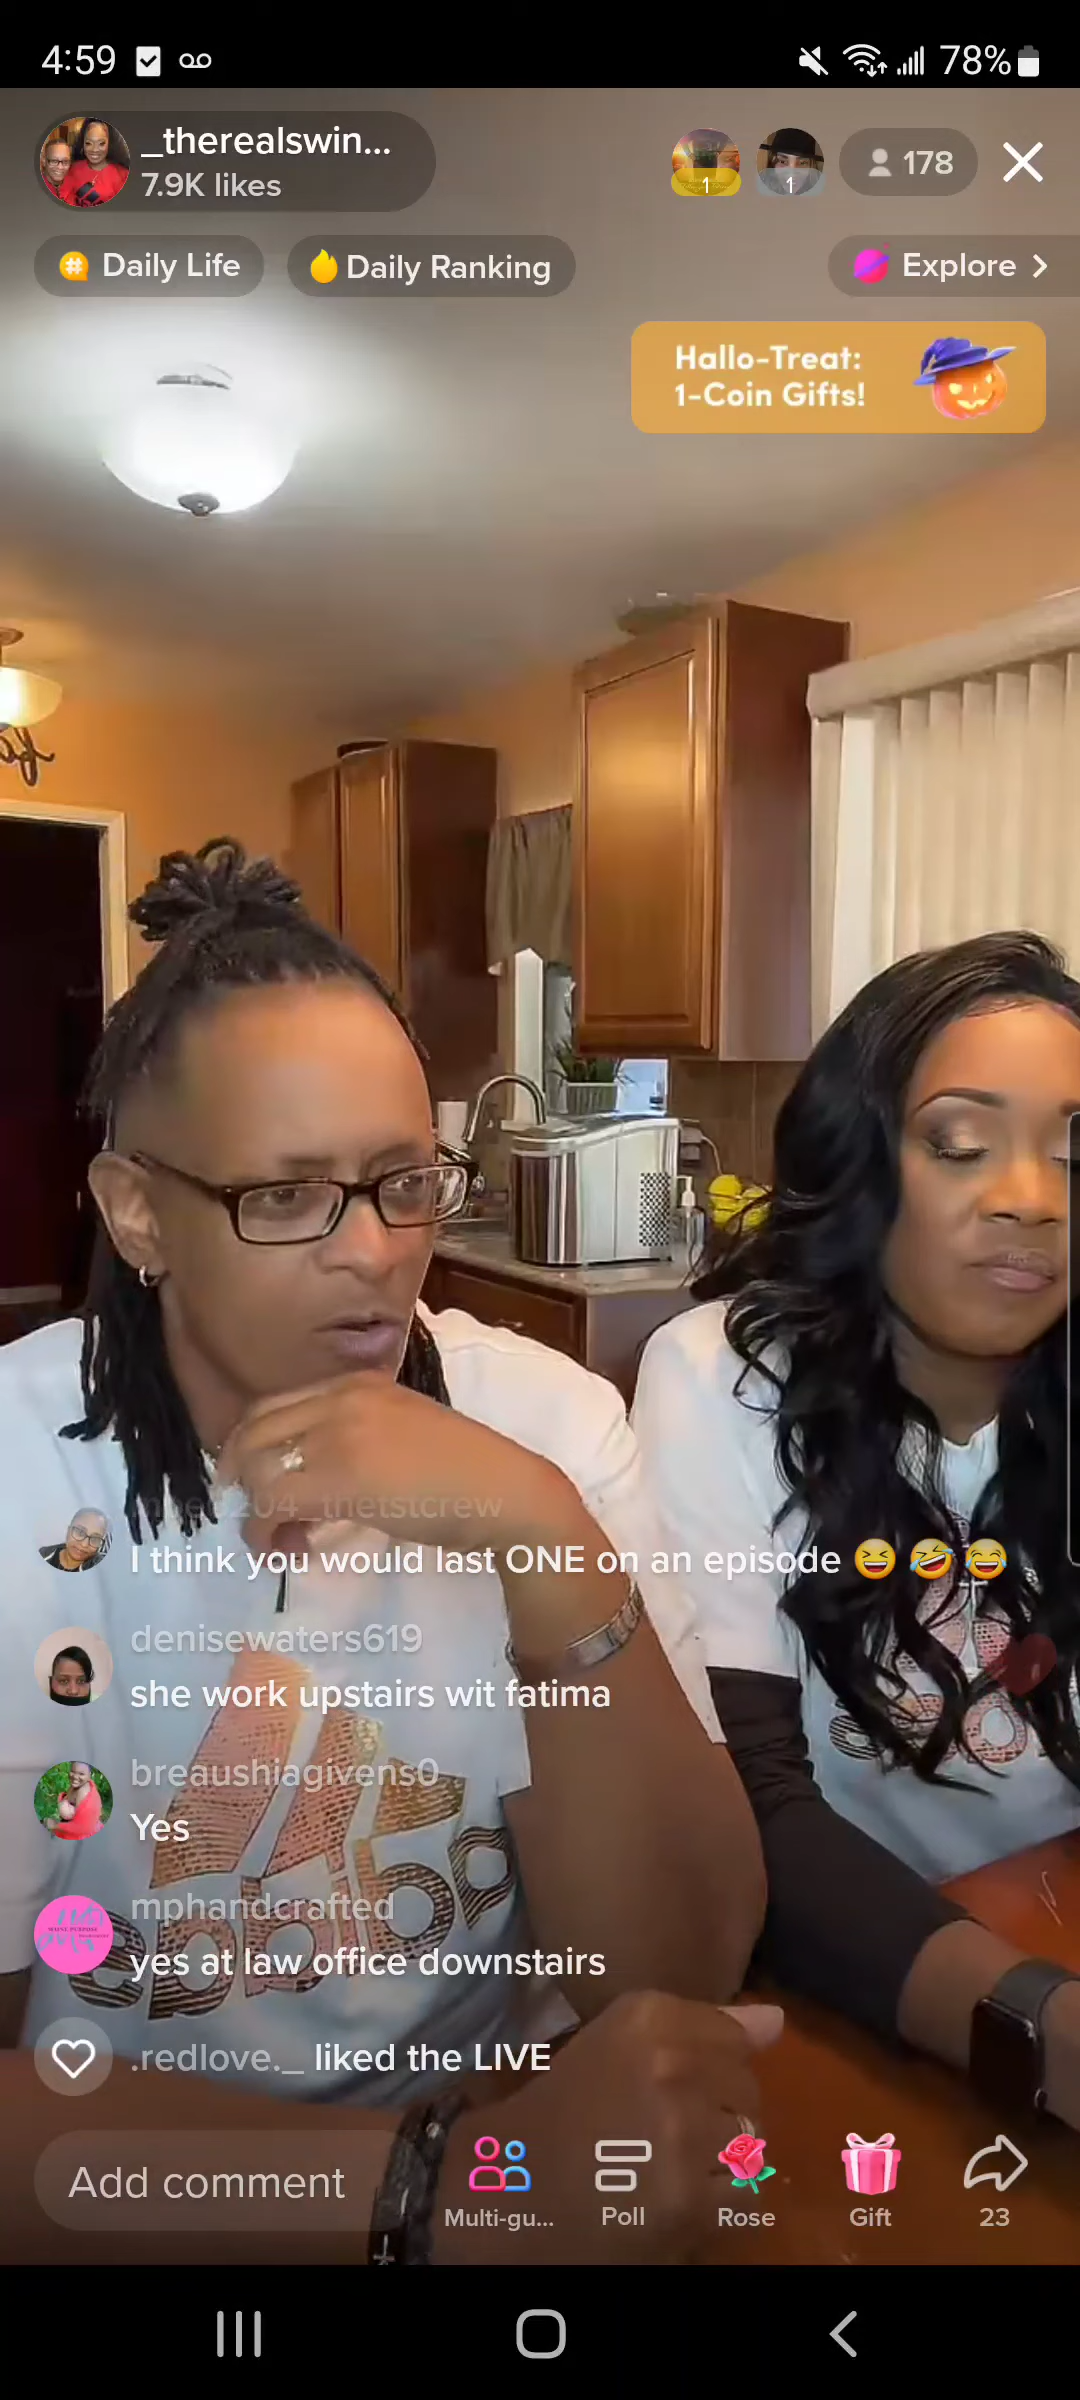 4:59
78%
_therealswin...
7.9K likes
1
1
178
Daily Life
Daily Ranking
Explore >
Hallo-Treat:
1-Coin Gifts!
I think you would last ONE on an episode 😆 🤣 😂
denisewaters619
she work upstairs wit fatima
breaushiagivens0
Yes
mphandcrafted
yes at law office downstairs
.redlove._ liked the LIVE
Add comment
Multi-gu...
Poll
Rose
Gift
23